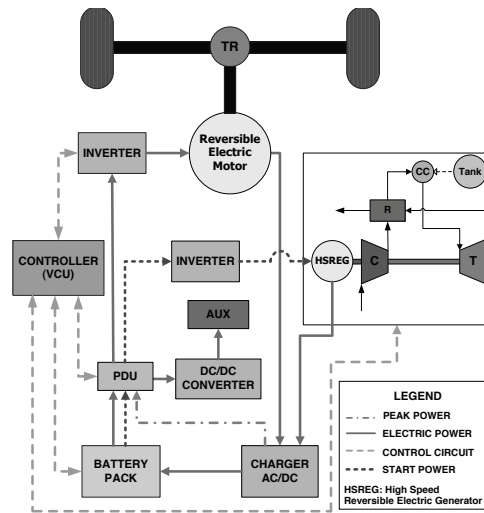 TR
Reversible
Electric
Motor
INVERTER
CC
Tank
R
CONTROLLER
(VCU)
INVERTER
HSREG
C
T
AUX
PDU
DC/DC
CONVERTER
BATTERY
PACK
CHARGER
AC/DC
LEGEND
PEAK POWER
ELECTRIC POWER
CONTROL CIRCUIT
START POWER
HSREG: High Speed
Reversible Electric Generator